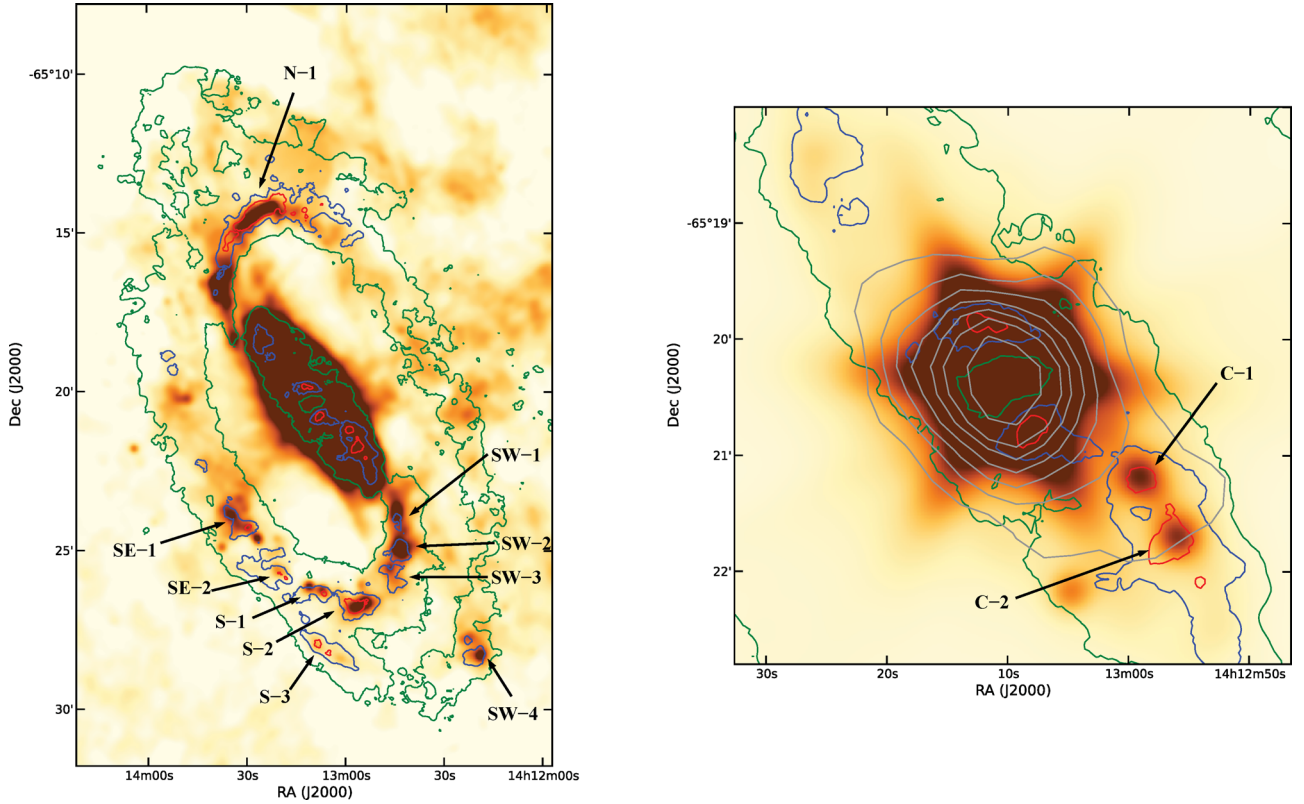 N−1
-65°10'
15'
20'
25'
30'
Dec (J2000)
SW−1
SW−2
SW−3
SW−4
SE−1
SE−2
S−1
S−2
S−3
14m00s
30s
13m00s
30s
14h12m00s
RA (J2000)
-65°19'
20'
21'
22'
Dec (J2000)
C−1
C−2
30s
20s
10s
13m00s
14h12m50s
RA (J2000)